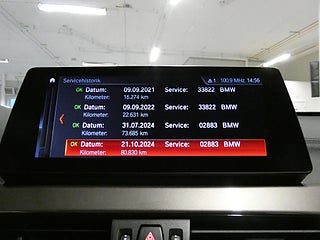 Servicehistorik
1 100.9 MHz 14:56
OK Datum: 09.09.2021 Service: 33822 BMW
Kilometer: 16.274 km
OK Datum: 09.09.2022 Service: 33822 BMW
Kilometer: 22.631 km
OK Datum: 31.07.2024 Service: 02883 BMW
Kilometer: 73.685 km
OK Datum: 21.10.2024 Service: 02883 BMW
Kilometer: 80.830 km